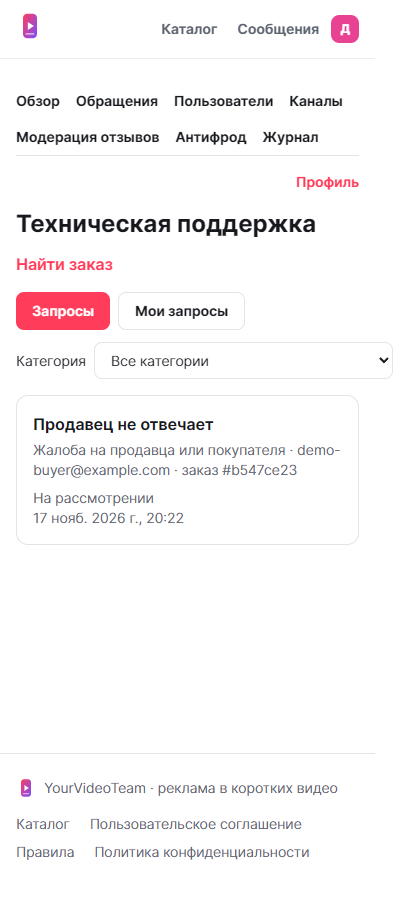 Каталог Сообщения Д
Обзор Обращения Пользователи Каналы
Модерация отзывов Антифрод Журнал
Профиль
Техническая поддержка
Найти заказ
Запросы Мои запросы
Категория Все категории
Продавец не отвечает
Жалоба на продавца или покупателя · demo-
buyer@example.com · заказ #b547ce23
На рассмотрении
17 нояб. 2026 г., 20:22
YourVideoTeam · реклама в коротких видео
Каталог Пользовательское соглашение
Правила Политика конфиденциальности